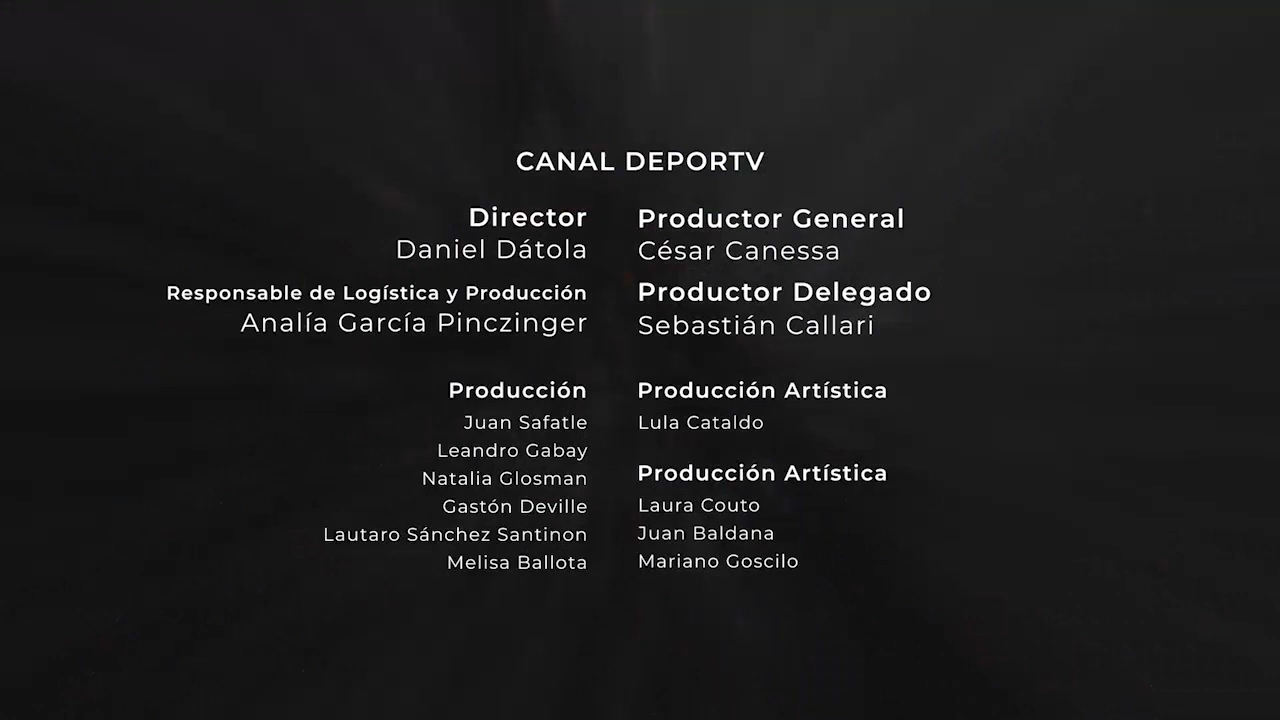 CANAL DEPORTV
Director
Daniel Dátola
Responsable de Logística y Producción
Analía García Pinczinger
Producción
Juan Safatle
Leandro Gabay
Natalia Glosman
Gastón Deville
Lautaro Sánchez Santinon
Melisa Ballota
Productor General
César Canessa
Productor Delegado
Sebastián Callari
Producción Artística
Lula Cataldo
Producción Artística
Laura Couto
Juan Baldana
Mariano Goscilo